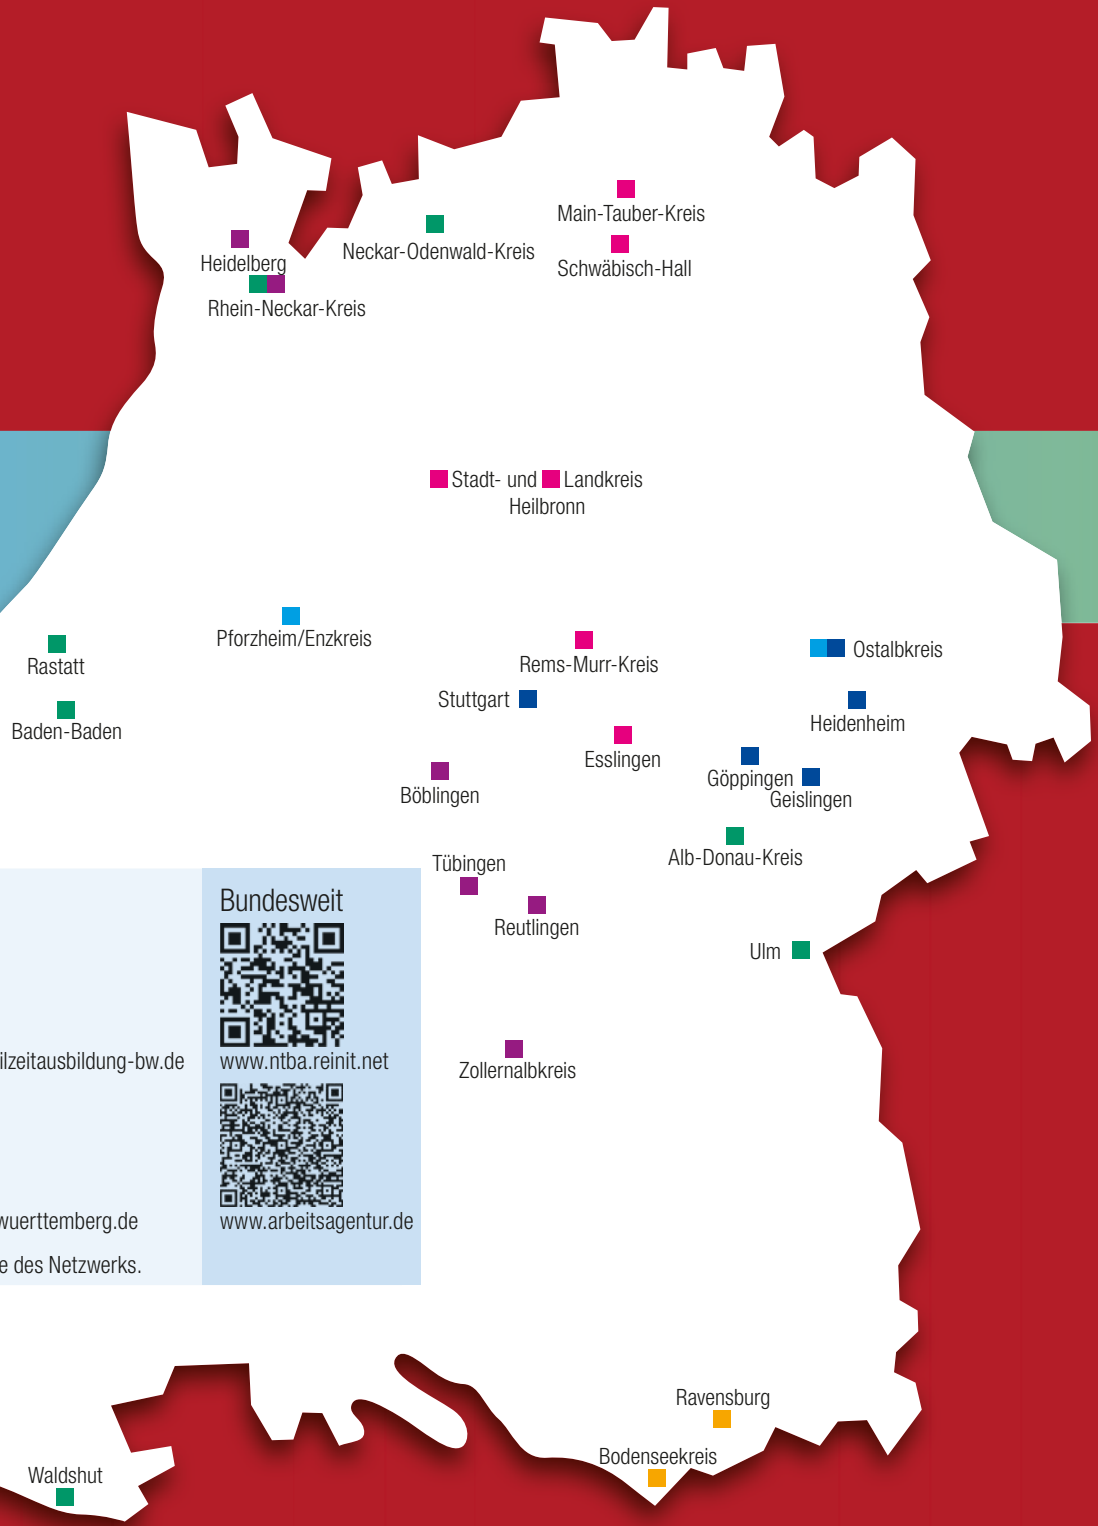 Main-Tauber-Kreis
Schwäbisch-Hall
Neckar-Odenwald-Kreis
Heidelberg
Rhein-Neckar-Kreis
Stadt- und Landkreis
Heilbronn
Pforzheim/Enzkreis
Rastatt
Baden-Baden
Rems-Murr-Kreis
Stuttgart
Ostalbkreis
Heidenheim
Esslingen
Göppingen
Geislingen
Böblingen
Alb-Donau-Kreis
Tübingen
Reutlingen
Ulm
Zollernalbkreis
Bundesweit
ilzeitausbildung-bw.de
www.ntba.reinit.net
wuerttemberg.de
www.arbeitsagentur.de
e des Netzwerks.
Ravensburg
Bodenseekreis
Waldshut